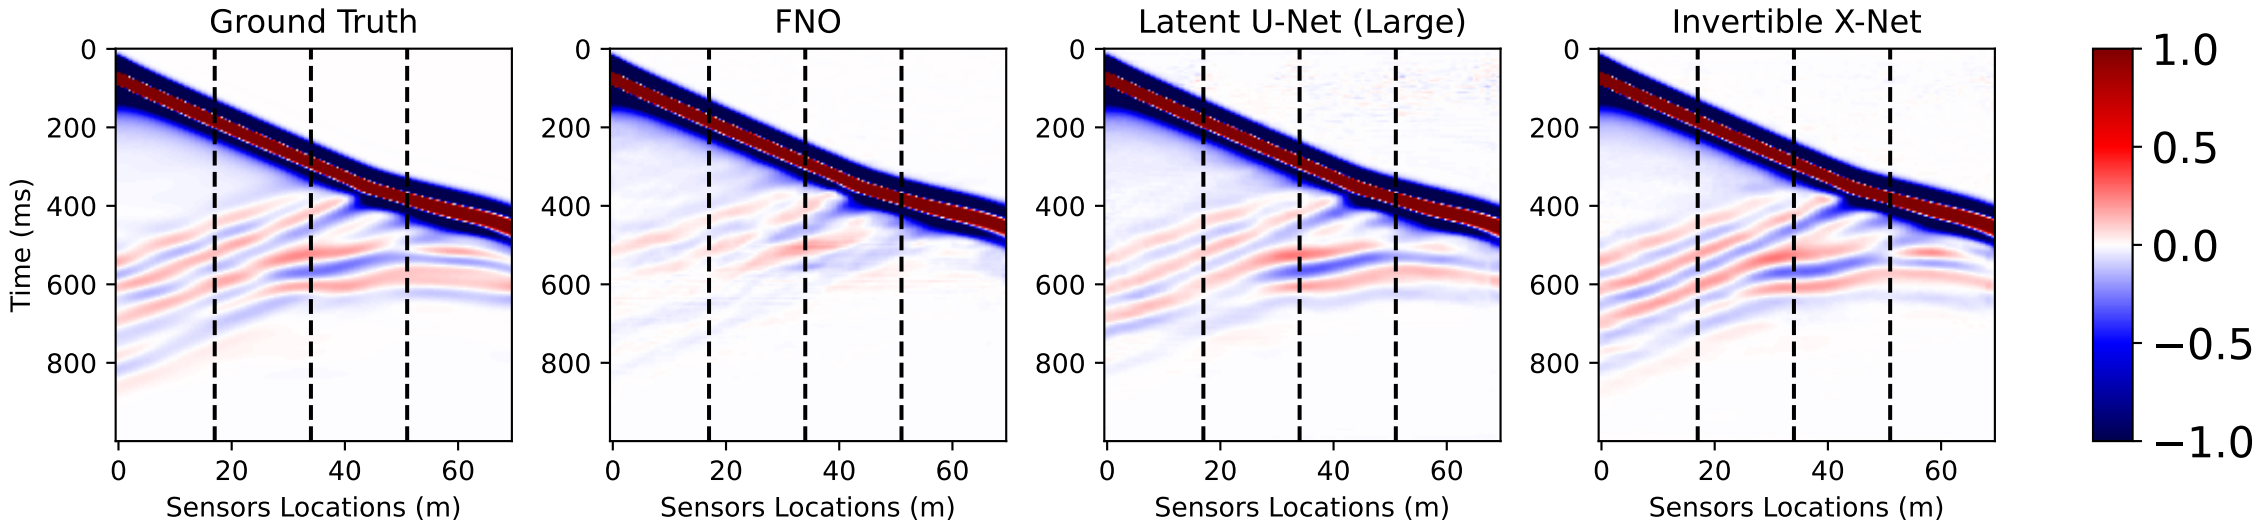 Ground Truth
FNO
Latent U-Net (Large)
Invertible X-Net
0
200
400
600
800
0
200
400
600
800
0
200
400
600
800
0
200
400
600
800
1.0
0.5
0.0
−0.5
−1.0
Time (ms)
0 20 40 60
0 20 40 60
0 20 40 60
0 20 40 60
Sensors Locations (m)
Sensors Locations (m)
Sensors Locations (m)
Sensors Locations (m)